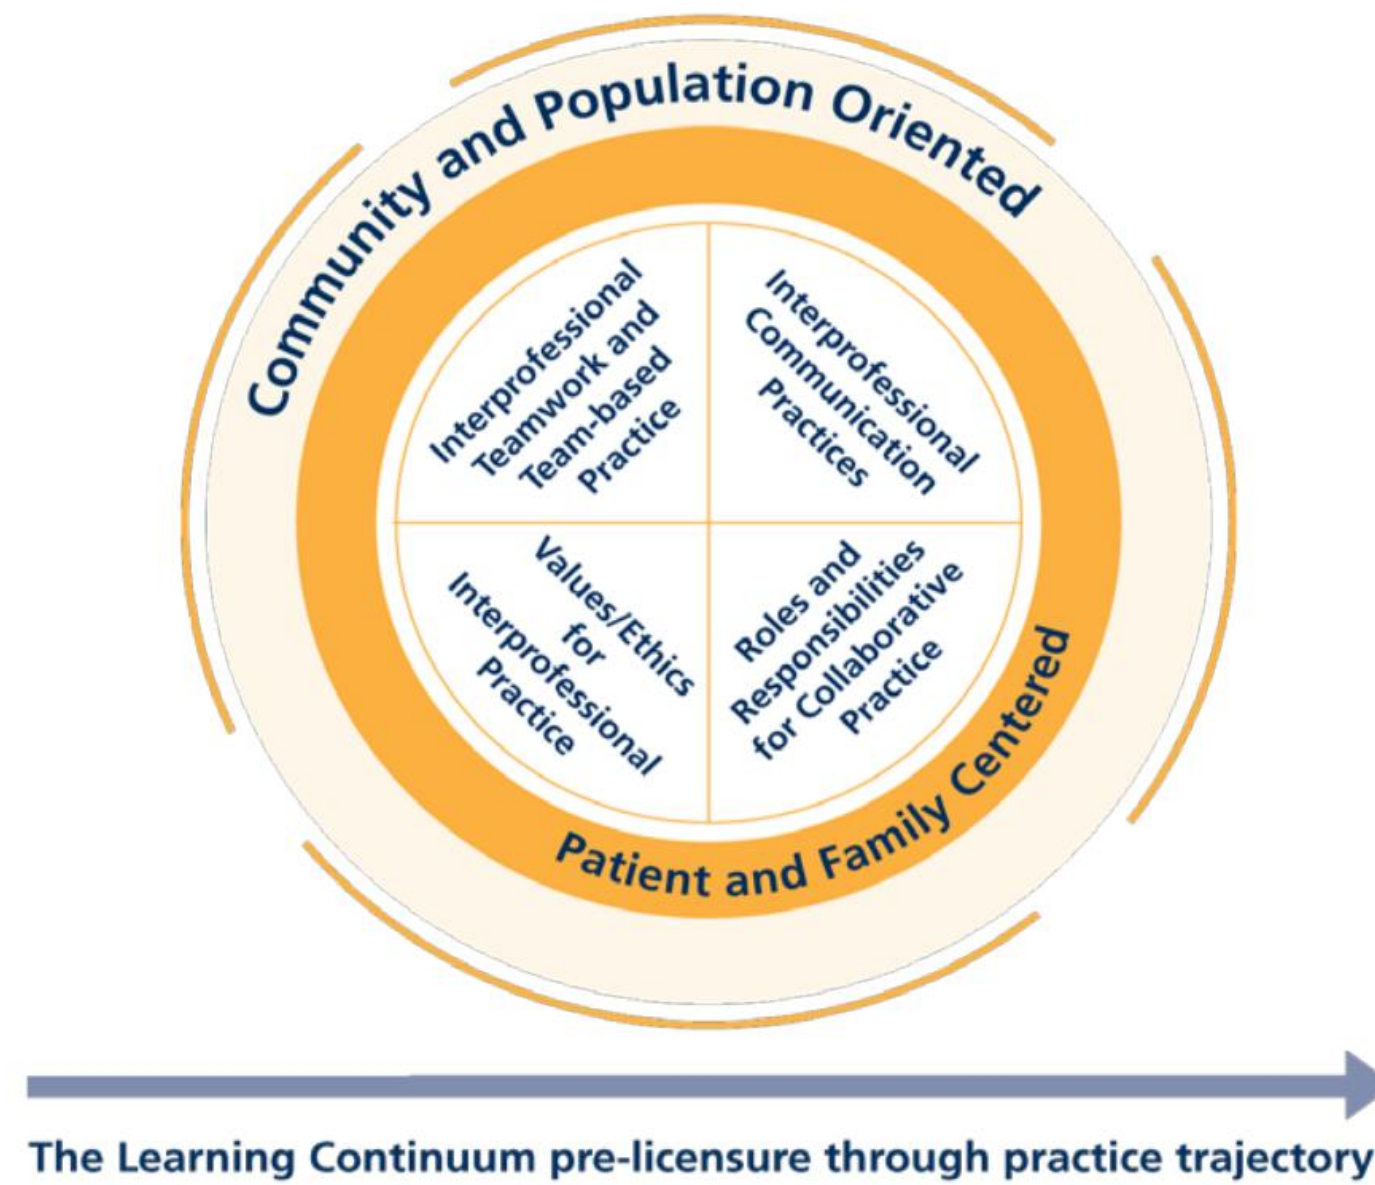 Community and Population Oriented
Interprofessional
Teamwork and
Team-based
Practice
Interprofessional
Communication
Practices
Values/Ethics
for
Interprofessional
Practice
Roles and
Responsibilities
for Collaborative
Practice
Patient and Family Centered
The Learning Continuum pre-licensure through practice trajectory